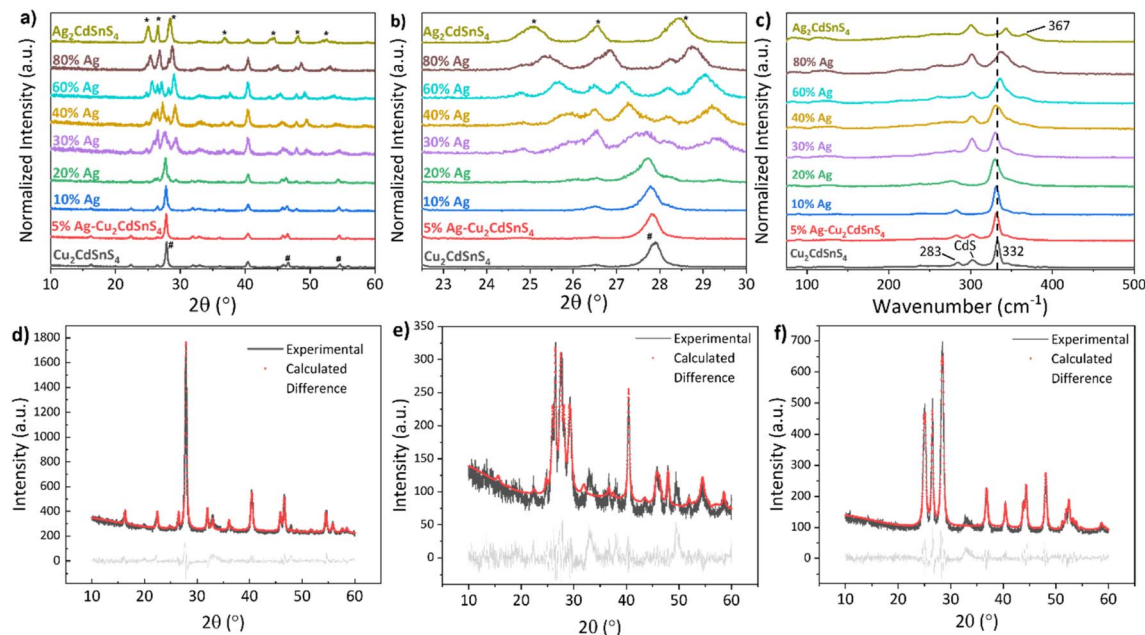 a)
Ag₂CdSnS₄
80% Ag
60% Ag
40% Ag
30% Ag
20% Ag
10% Ag
5% Ag-Cu₂CdSnS₄
Cu₂CdSnS₄
* * * * * * *
# # #
Normalized Intensity (a.u.)
10 20 30 40 50 60
2θ (°)
b)
Ag₂CdSnS₄
80% Ag
60% Ag
40% Ag
30% Ag
20% Ag
10% Ag
5% Ag-Cu₂CdSnS₄
Cu₂CdSnS₄
* * *
#
Normalized Intensity (a.u.)
23 24 25 26 27 28 29 30
2θ (°)
c)
Ag₂CdSnS₄
367
80% Ag
60% Ag
40% Ag
30% Ag
20% Ag
10% Ag
5% Ag-Cu₂CdSnS₄
Cu₂CdSnS₄
283
CdS
332
Normalized Intensity (a.u.)
100 200 300 400 500
Wavenumber (cm⁻¹)
d)
Experimental
Calculated
Difference
Intensity (a.u.)
1800
1600
1400
1200
1000
800
600
400
200
0
10 20 30 40 50 60
2θ (°)
e)
Experimental
Calculated
Difference
Intensity (a.u.)
350
300
250
200
150
100
50
0
10 20 30 40 50 60
2θ (°)
f)
Experimental
Calculated
Difference
Intensity (a.u.)
700
600
500
400
300
200
100
0
10 20 30 40 50 60
2θ (°)